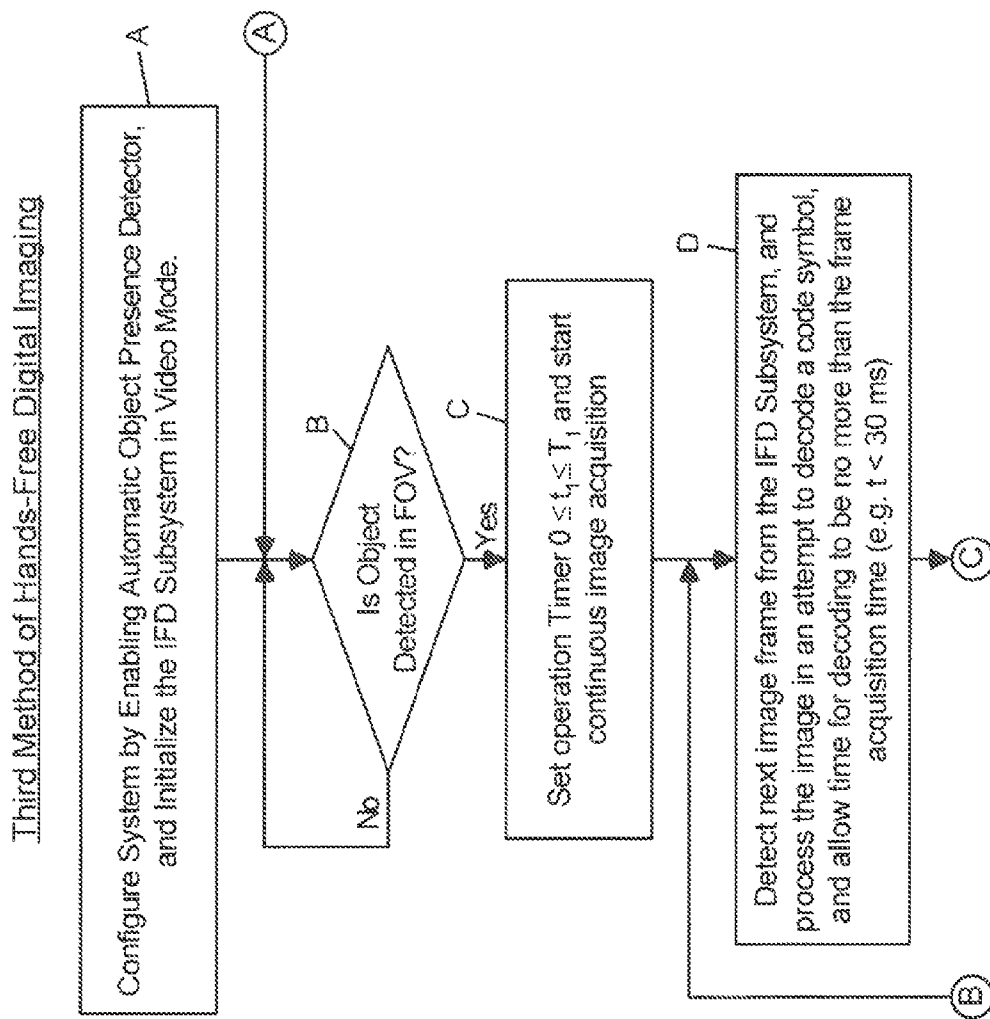 Third Method of Hands-Free Digital Imaging
A
Configure System by Enabling Automatic Object Presence Detector,
and Initialize the IFD Subsystem in Video Mode.
A
B
Is Object
Detected in FOV?
No
Yes
C
Set operation Timer 0 ≤ t₁ ≤ T₁ and start
continuous image acquisition
B
D
Detect next image frame from the IFD Subsystem, and
process the image in an attempt to decode a code symbol,
and allow time for decoding to be no more than the frame
acquisition time (e.g. t < 30 ms)
C